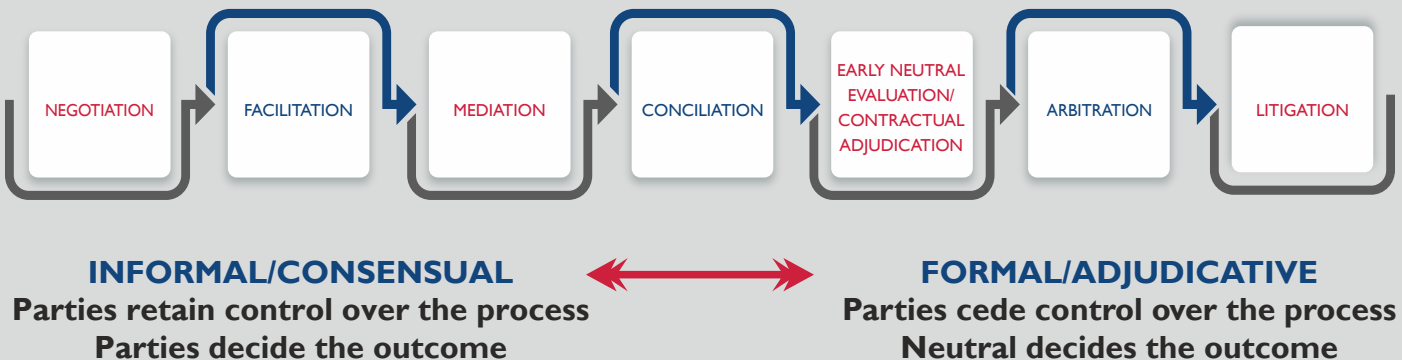 NEGOTIATION
FACILITATION
MEDIATION
CONCILIATION
EARLY NEUTRAL
EVALUATION/
CONTRACTUAL
ADJUDICATION
ARBITRATION
LITIGATION
INFORMAL/CONSENSUAL
Parties retain control over the process
Parties decide the outcome
FORMAL/ADJUDICATIVE
Parties cede control over the process
Neutral decides the outcome